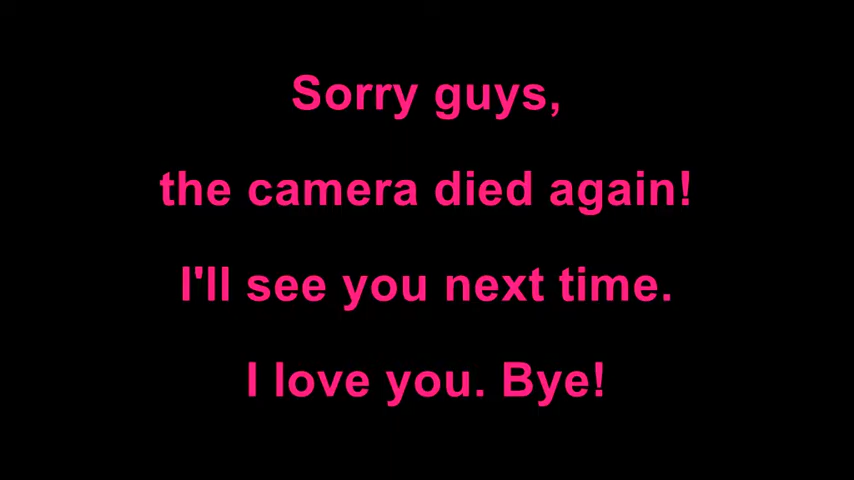 Sorry guys,
the camera died again!
I'll see you next time.
I love you. Bye!